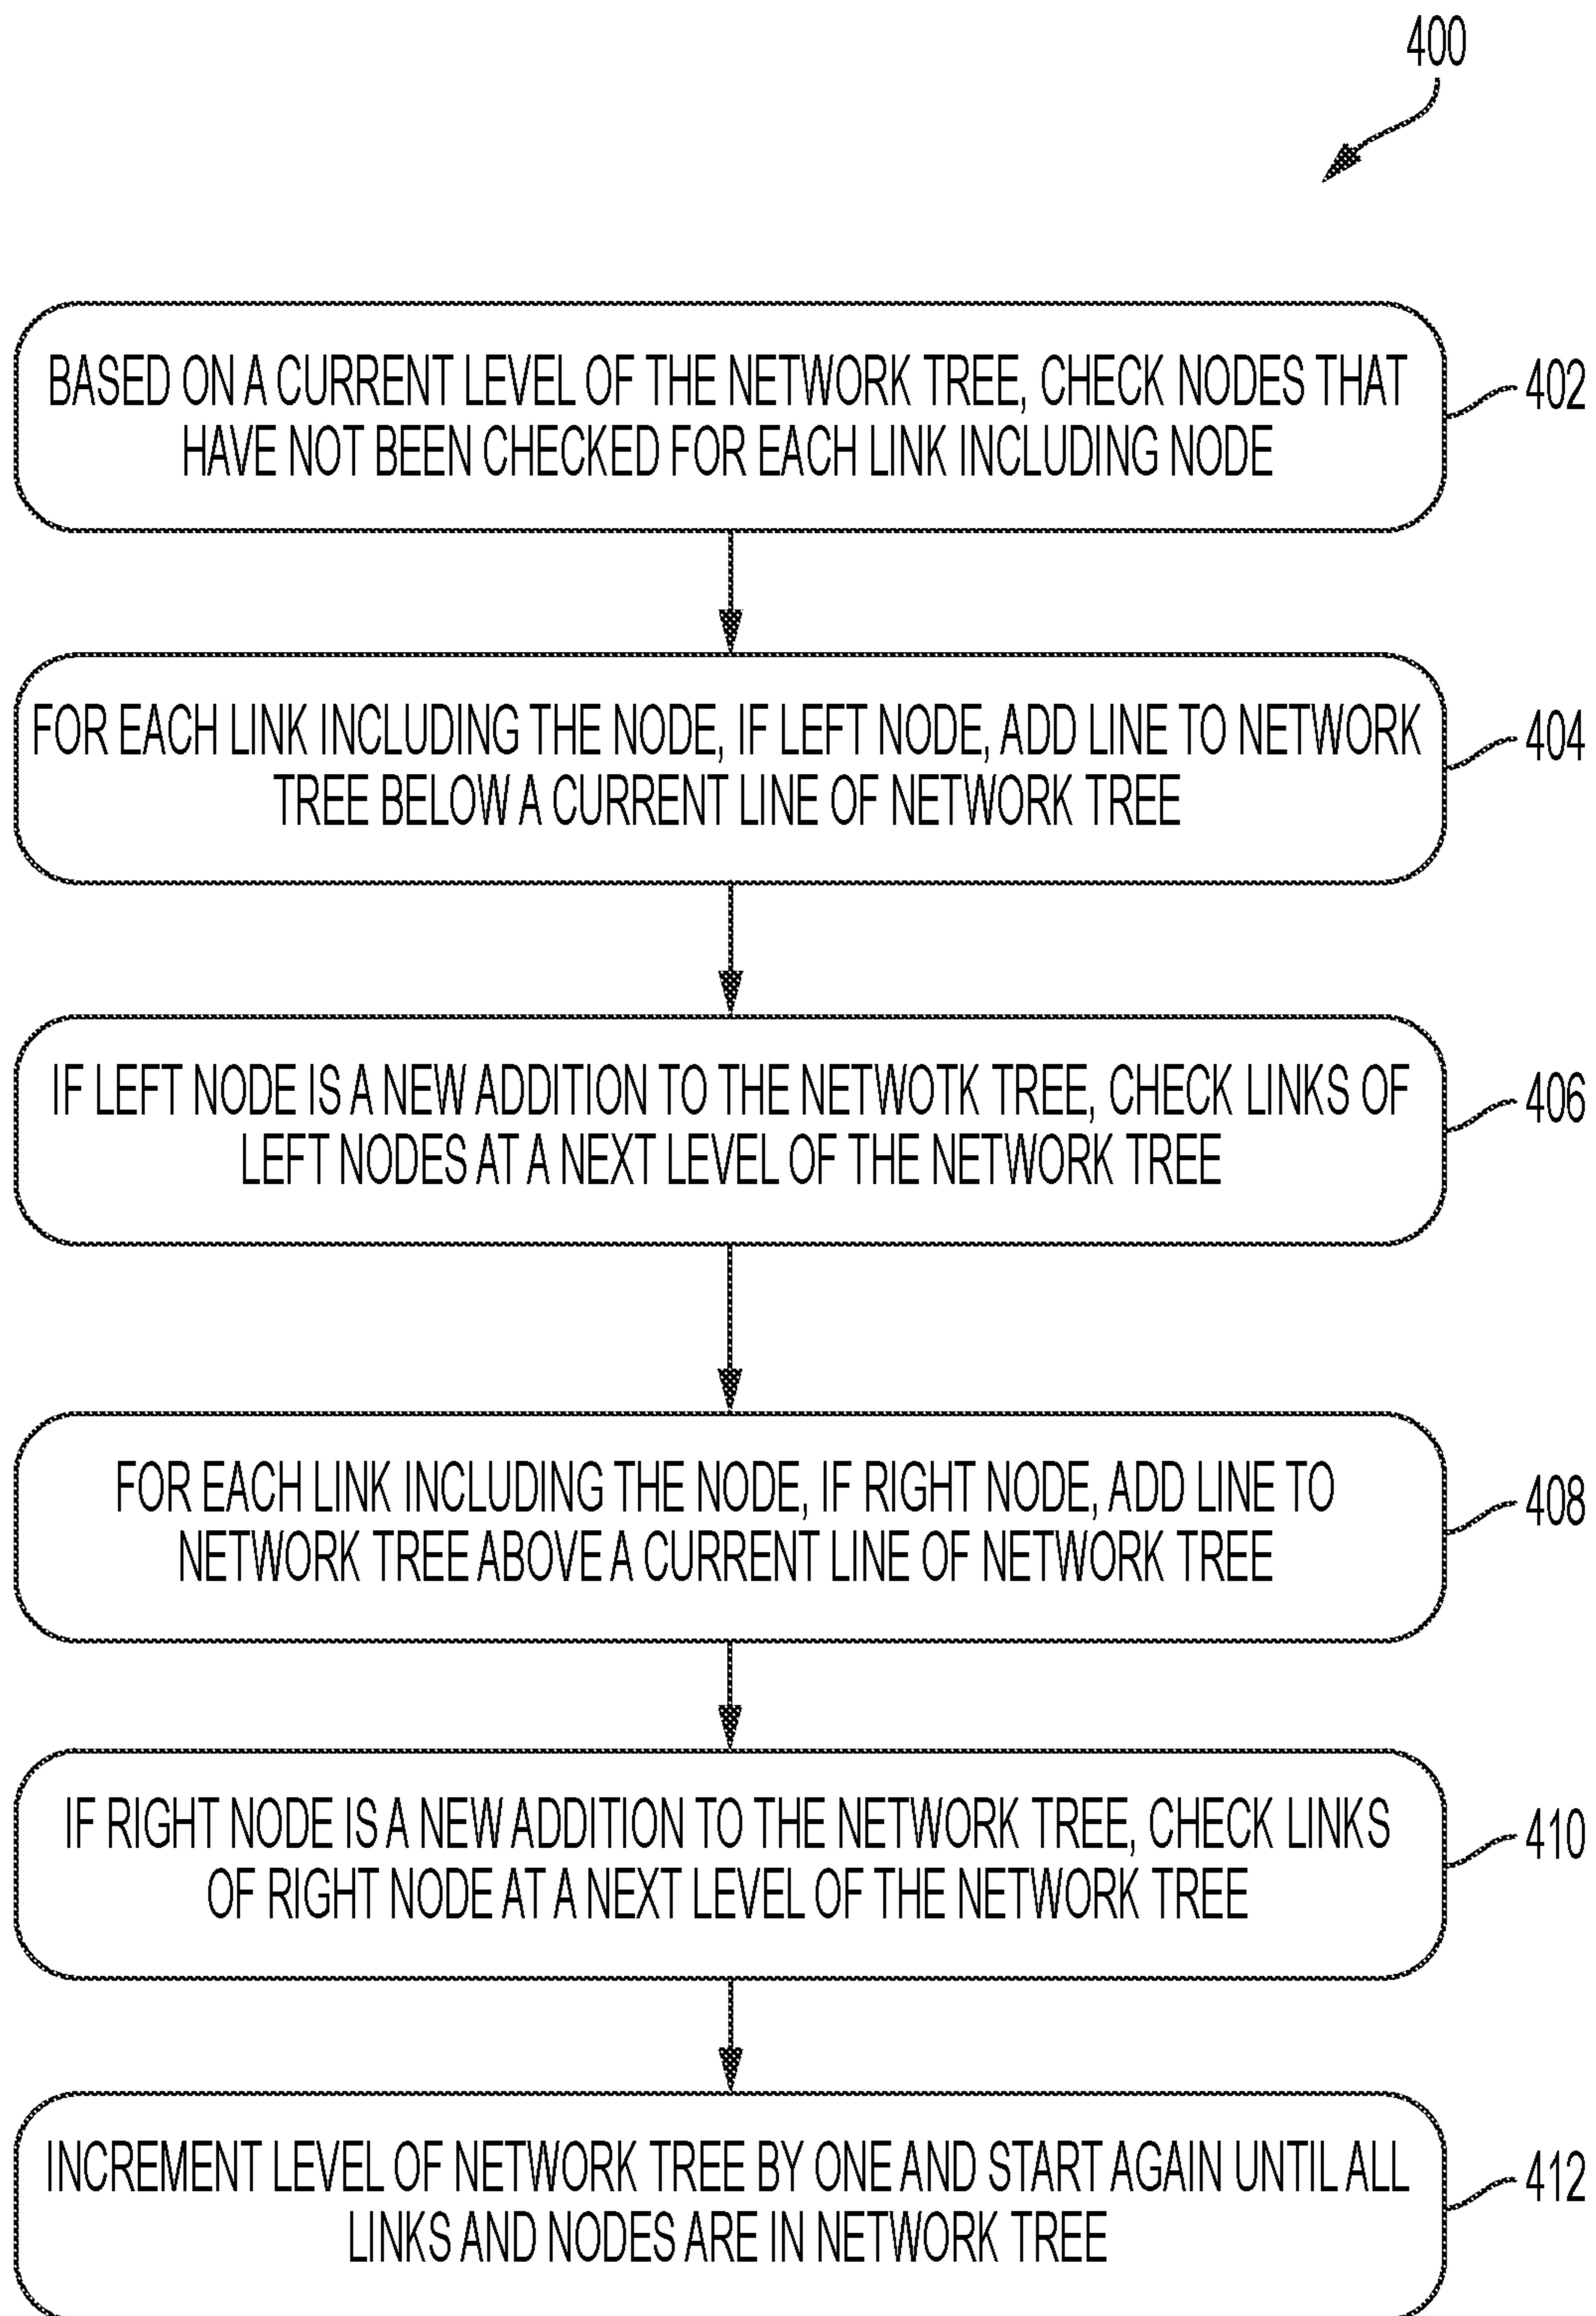 400
BASED ON A CURRENT LEVEL OF THE NETWORK TREE, CHECK NODES THAT
HAVE NOT BEEN CHECKED FOR EACH LINK INCLUDING NODE
402
FOR EACH LINK INCLUDING THE NODE, IF LEFT NODE, ADD LINE TO NETWORK
TREE BELOW A CURRENT LINE OF NETWORK TREE
404
IF LEFT NODE IS A NEW ADDITION TO THE NETWOTK TREE, CHECK LINKS OF
LEFT NODES AT A NEXT LEVEL OF THE NETWORK TREE
406
FOR EACH LINK INCLUDING THE NODE, IF RIGHT NODE, ADD LINE TO
NETWORK TREE ABOVE A CURRENT LINE OF NETWORK TREE
408
IF RIGHT NODE IS A NEW ADDITION TO THE NETWORK TREE, CHECK LINKS
OF RIGHT NODE AT A NEXT LEVEL OF THE NETWORK TREE
410
INCREMENT LEVEL OF NETWORK TREE BY ONE AND START AGAIN UNTIL ALL
LINKS AND NODES ARE IN NETWORK TREE
412